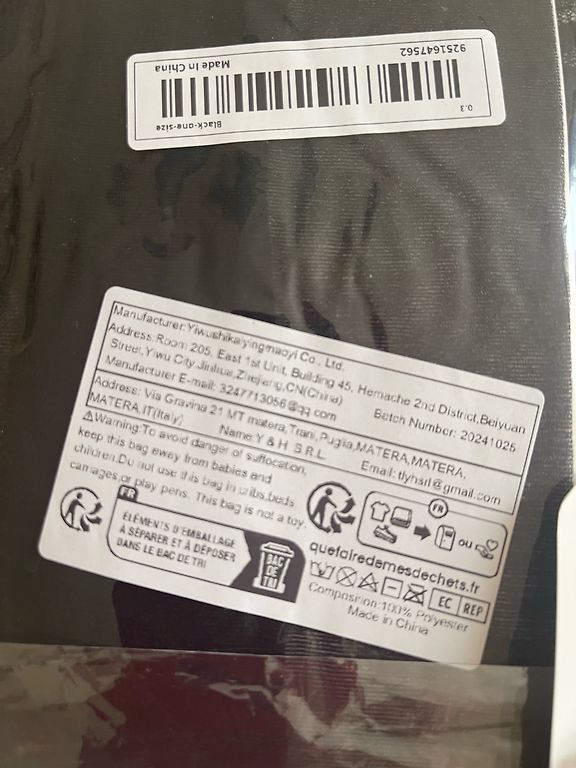 Black-one-size
0.3
Made In China
9251647562
Manufacturer:Yiwushikaiyingmaoyi Co., Ltd.
Address:Room 205, East 1st Unit, Building 45, Hemache 2nd District,Beiyuan
Street,Yiwu City,Jinhua,Zhejiang,CN(China)
Manufacturer E-mail: 3247713056@qq.com
Batch Number: 20241025
Address: Via Gravina 21 MT matera,Trani,Puglia,MATERA,MATERA,
MATERA,IT(Italy)
Name:Y & H S.R.L
Email: tlyhsrl@gmail.com
⚠Warning:To avoid danger of suffocation,
keep this bag away from babies and
children.Do not use this bag in cribs,beds,
carriages,or play pens. This bag is not a toy.
FR
ÉLÉMENTS D'EMBALLAGE
À SÉPARER ET À DÉPOSER
DANS LE BAC DE TRI
BAC
DE
TRI
FR
ou
quefairedemesdechets.fr
EC REP
Composition:100% Polyester
Made in China